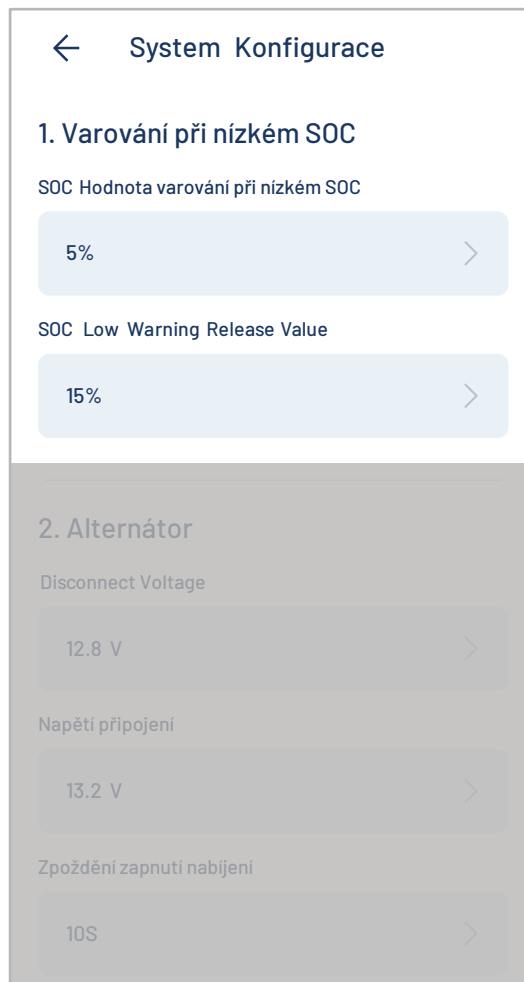 System Konfigurace
1. Varování při nízkém SOC
SOC Hodnota varování při nízkém SOC
5%
SOC Low Warning Release Value
15%
2. Alternátor
Disconnect Voltage
12.8 V
Napětí připojení
13.2 V
Zpoždění zapnutí nabíjení
10S